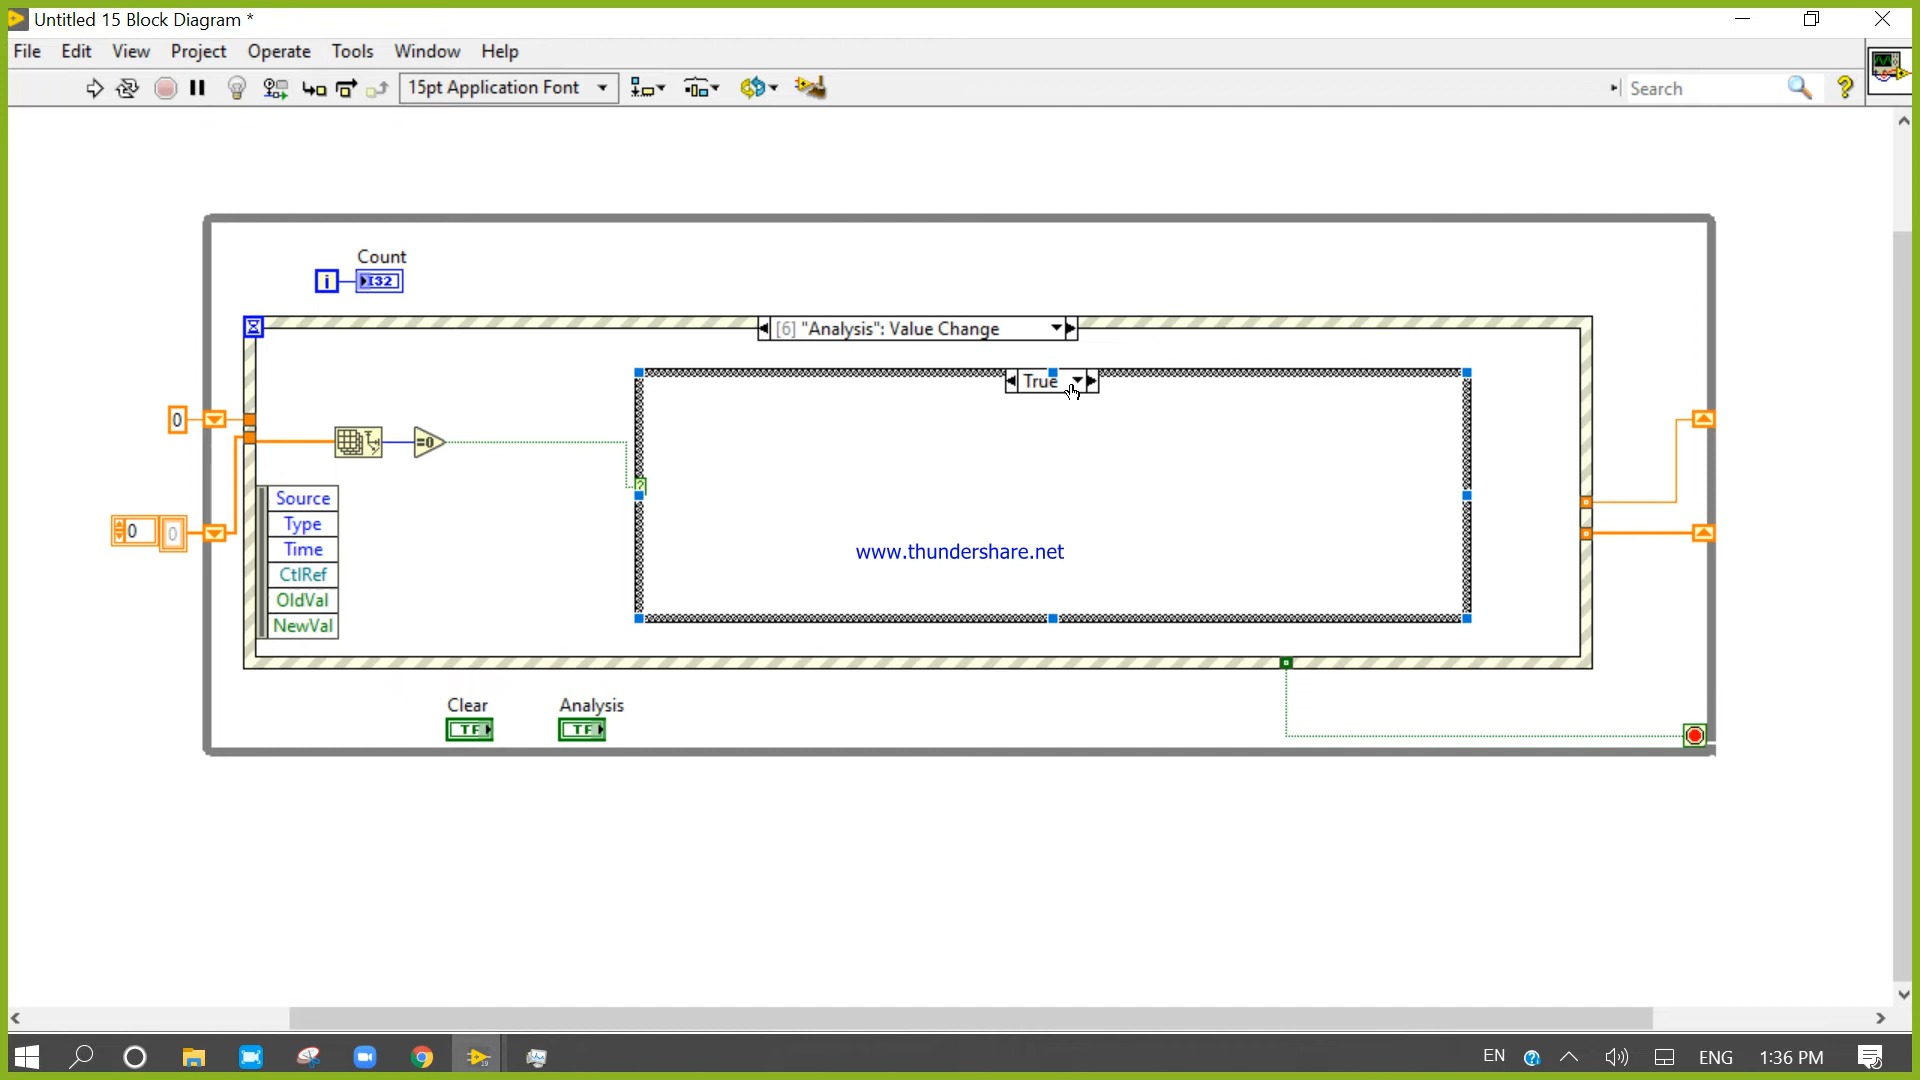 Untitled 15 Block Diagram *
File Edit View Project Operate Tools Window Help
15pt Application Font
Search
Count
i I32
[6] "Analysis": Value Change
True
0
=0
?
Source
Type
Time
CtlRef
OldVal
NewVal
0 0
www.thundershare.net
Clear Analysis
TF TF
EN ENG 1:36 PM